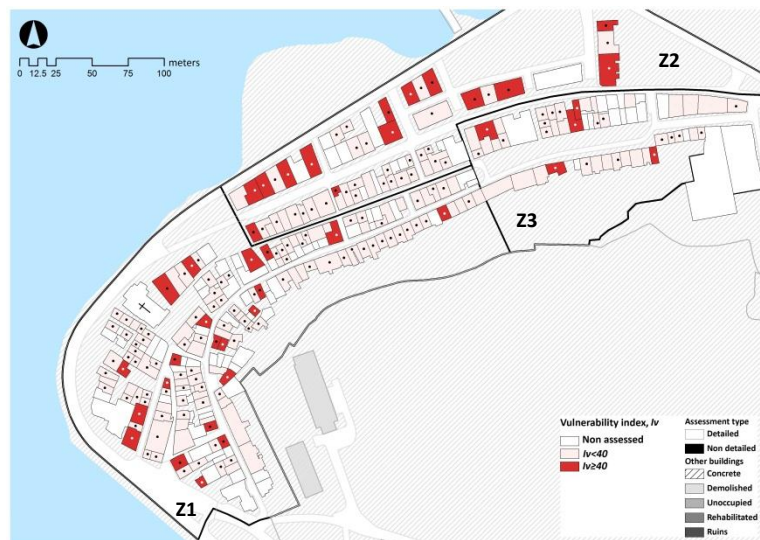 meters
0 12.5 25 50 75 100
Z2
Z3
Z1
Vulnerability index, Iv
Non assessed
Iv<40
Iv≥40
Assessment type
Detailed
Non detailed
Other buildings
Concrete
Demolished
Unoccupied
Rehabilitated
Ruins